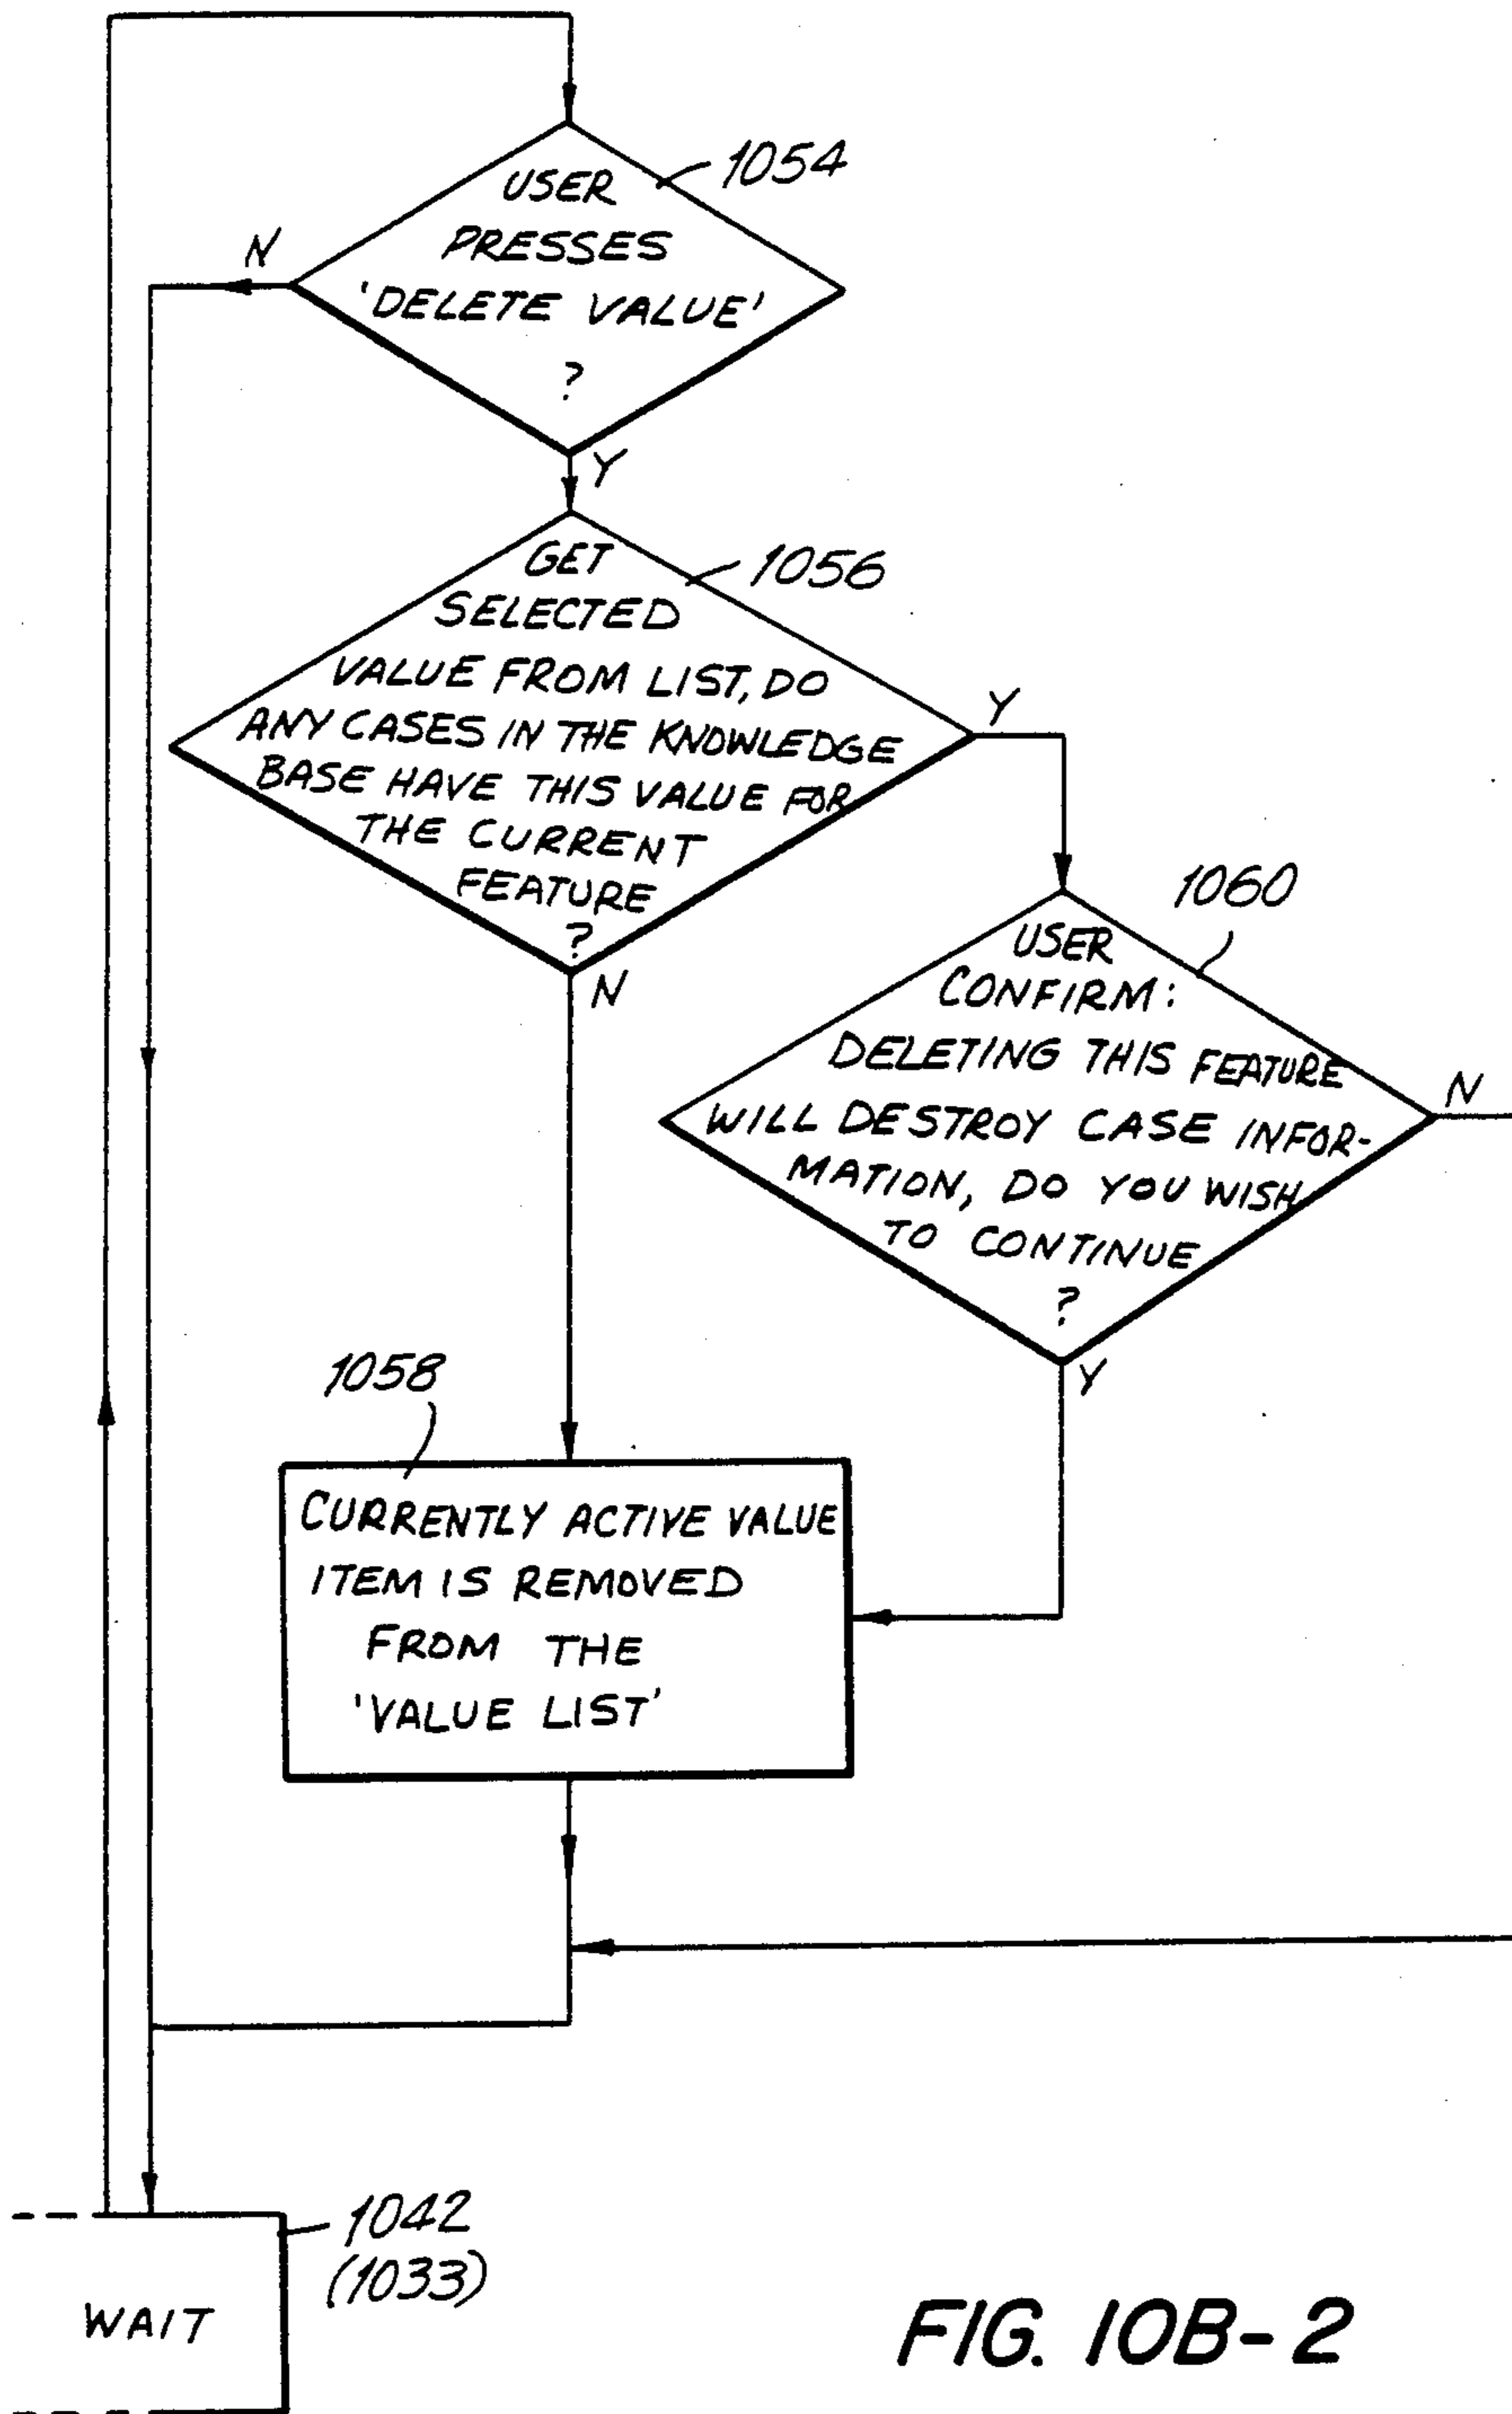 1054
USER
PRESSES
'DELETE VALUE'
?
N
Y
1056
GET
SELECTED
VALUE FROM LIST, DO
ANY CASES IN THE KNOWLEDGE
BASE HAVE THIS VALUE FOR
THE CURRENT
FEATURE
?
Y
N
1060
USER
CONFIRM:
DELETING THIS FEATURE
WILL DESTROY CASE INFOR-
MATION, DO YOU WISH
TO CONTINUE
?
N
Y
1058
CURRENTLY ACTIVE VALUE
ITEM IS REMOVED
FROM THE
'VALUE LIST'
1042
(1033)
WAIT
FIG. 10B-2